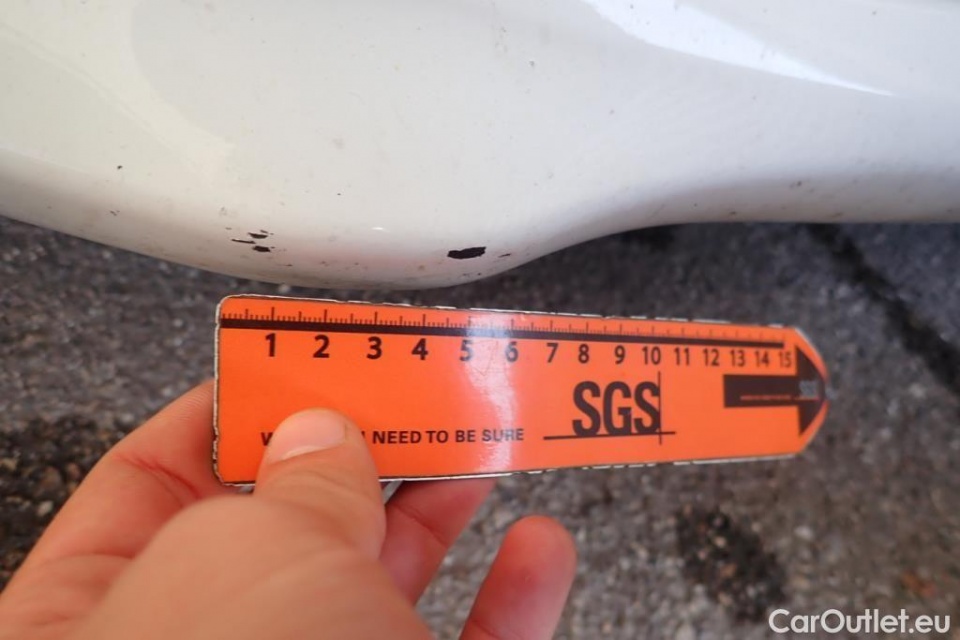 1 2 3 4 5 6 7 8 9 10 11 12 13 14 15
SGS
NEED TO BE SURE
CarOutlet.eu